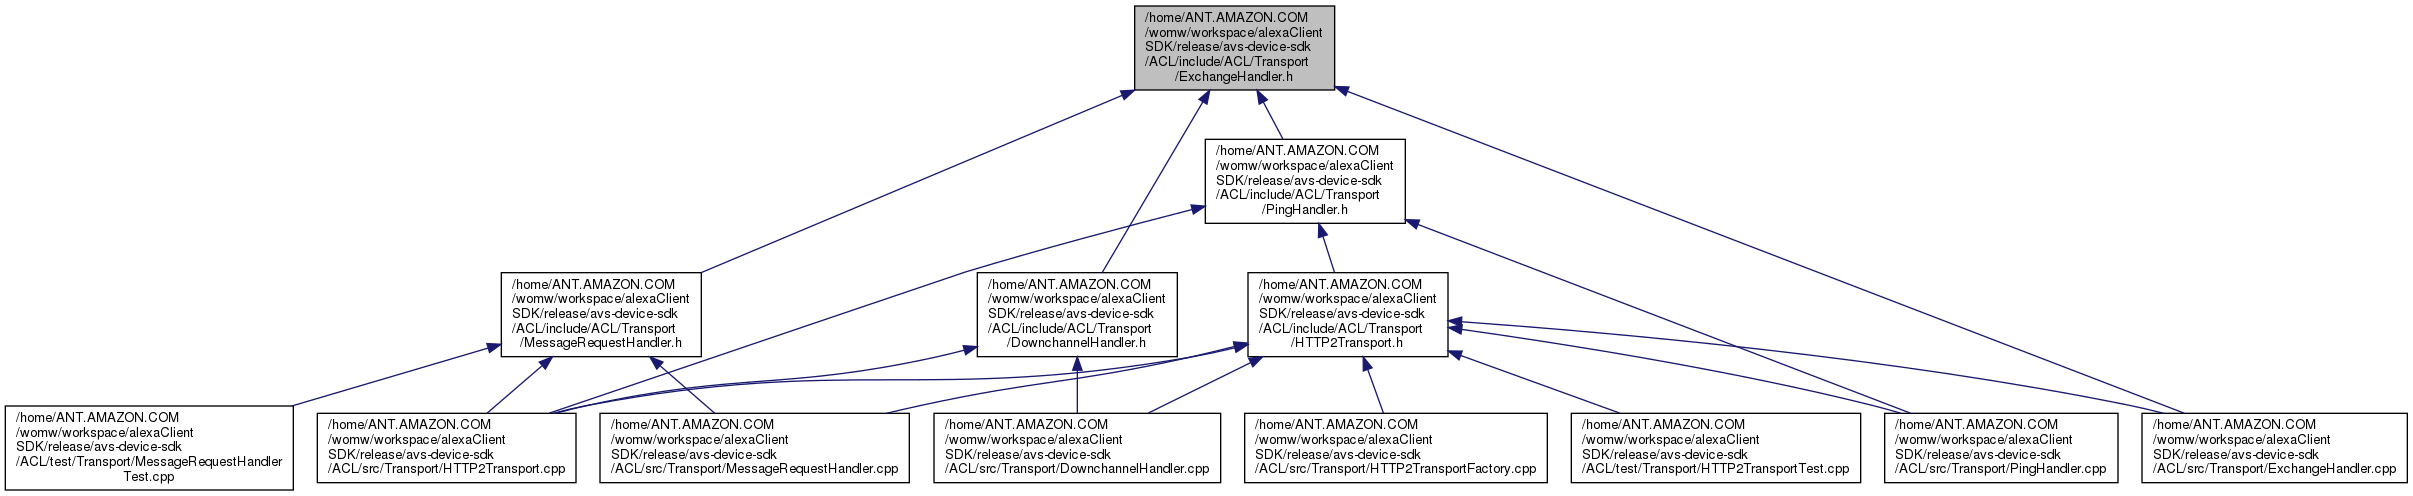 /home/ANT.AMAZON.COM
/womw/workspace/alexaClient
SDK/release/avs-device-sdk
/ACL/include/ACL/Transport
/ExchangeHandler.h
/home/ANT.AMAZON.COM
/womw/workspace/alexaClient
SDK/release/avs-device-sdk
/ACL/include/ACL/Transport
/PingHandler.h
/home/ANT.AMAZON.COM
/womw/workspace/alexaClient
SDK/release/avs-device-sdk
/ACL/include/ACL/Transport
/MessageRequestHandler.h
/home/ANT.AMAZON.COM
/womw/workspace/alexaClient
SDK/release/avs-device-sdk
/ACL/include/ACL/Transport
/DownchannelHandler.h
/home/ANT.AMAZON.COM
/womw/workspace/alexaClient
SDK/release/avs-device-sdk
/ACL/include/ACL/Transport
/HTTP2Transport.h
/home/ANT.AMAZON.COM
/womw/workspace/alexaClient
SDK/release/avs-device-sdk
/ACL/test/Transport/MessageRequestHandler
Test.cpp
/home/ANT.AMAZON.COM
/womw/workspace/alexaClient
SDK/release/avs-device-sdk
/ACL/src/Transport/HTTP2Transport.cpp
/home/ANT.AMAZON.COM
/womw/workspace/alexaClient
SDK/release/avs-device-sdk
/ACL/src/Transport/MessageRequestHandler.cpp
/home/ANT.AMAZON.COM
/womw/workspace/alexaClient
SDK/release/avs-device-sdk
/ACL/src/Transport/DownchannelHandler.cpp
/home/ANT.AMAZON.COM
/womw/workspace/alexaClient
SDK/release/avs-device-sdk
/ACL/src/Transport/HTTP2TransportFactory.cpp
/home/ANT.AMAZON.COM
/womw/workspace/alexaClient
SDK/release/avs-device-sdk
/ACL/test/Transport/HTTP2TransportTest.cpp
/home/ANT.AMAZON.COM
/womw/workspace/alexaClient
SDK/release/avs-device-sdk
/ACL/src/Transport/PingHandler.cpp
/home/ANT.AMAZON.COM
/womw/workspace/alexaClient
SDK/release/avs-device-sdk
/ACL/src/Transport/ExchangeHandler.cpp